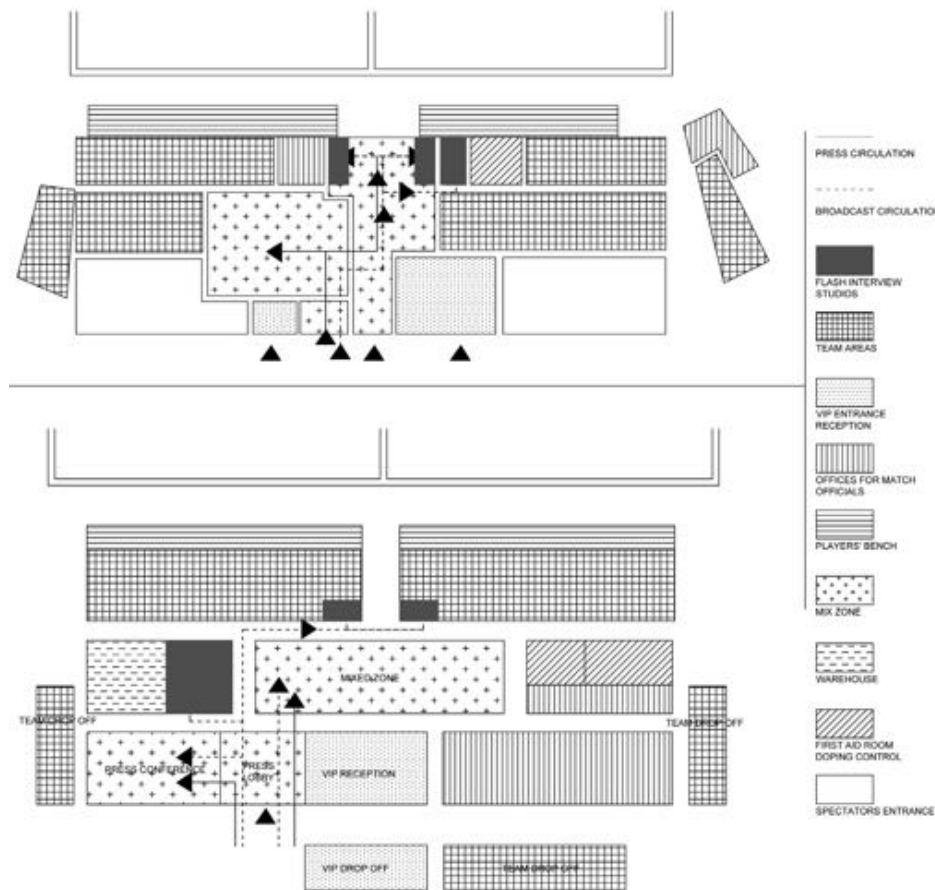 PRESS CIRCULATION
BROADCAST CIRCULATIO
FLASH INTERVIEW
STUDIOS
TEAM AREAS
VIP ENTRANCE
RECEPTION
OFFICES FOR MATCH
OFFICIALS
PLAYERS' BENCH
MIX ZONE
WAREHOUSE
FIRST AID ROOM
DOPING CONTROL
SPECTATORS ENTRANCE
MIXED ZONE
TEAM DROP OFF
TEAM DROP OFF
PRESS CONFERENCE
PRESS
LOBBY
VIP RECEPTION
VIP DROP OFF
TEAM DROP OFF